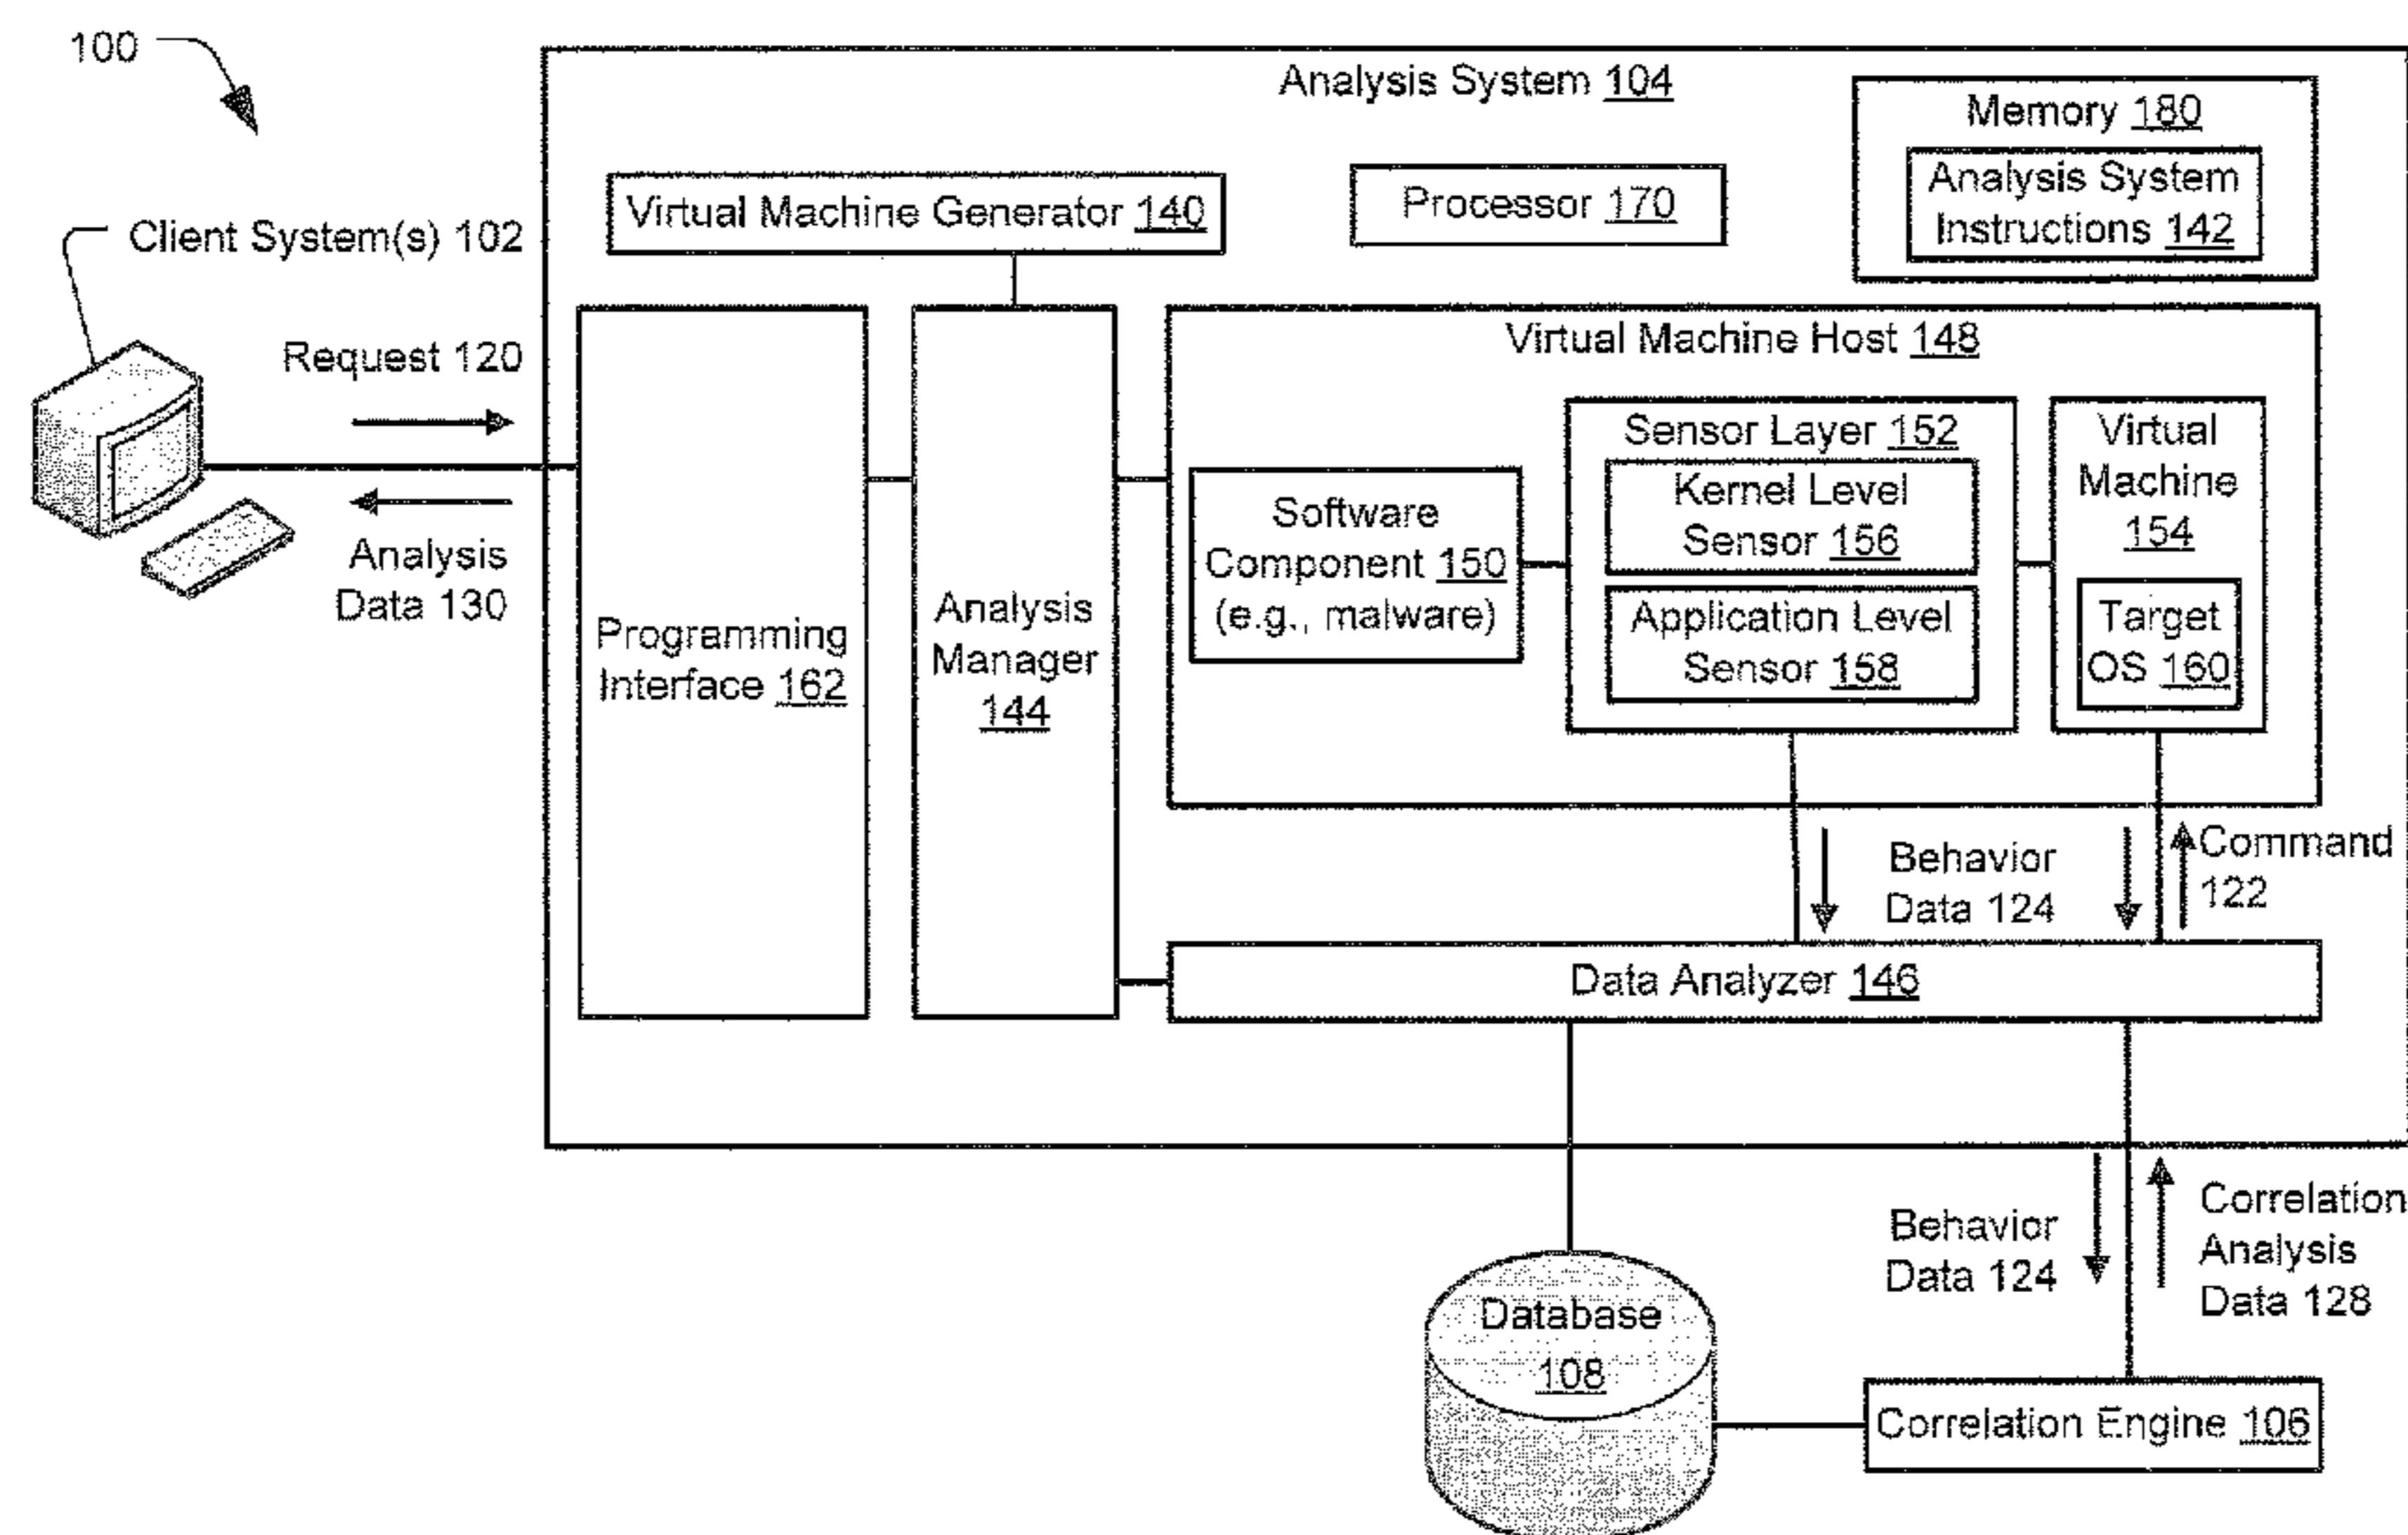 100
Analysis System 104
Memory 180
Analysis System
Instructions 142
Processor 170
Virtual Machine Generator 140
Client System(s) 102
Request 120
Analysis
Data 130
Programming
Interface 162
Analysis
Manager
144
Virtual Machine Host 148
Software
Component 150
(e.g., malware)
Sensor Layer 152
Kernel Level
Sensor 156
Application Level
Sensor 158
Virtual
Machine
154
Target
OS 160
Behavior
Data 124
Command
122
Data Analyzer 146
Behavior
Data 124
Correlation
Analysis
Data 128
Database
108
Correlation Engine 106